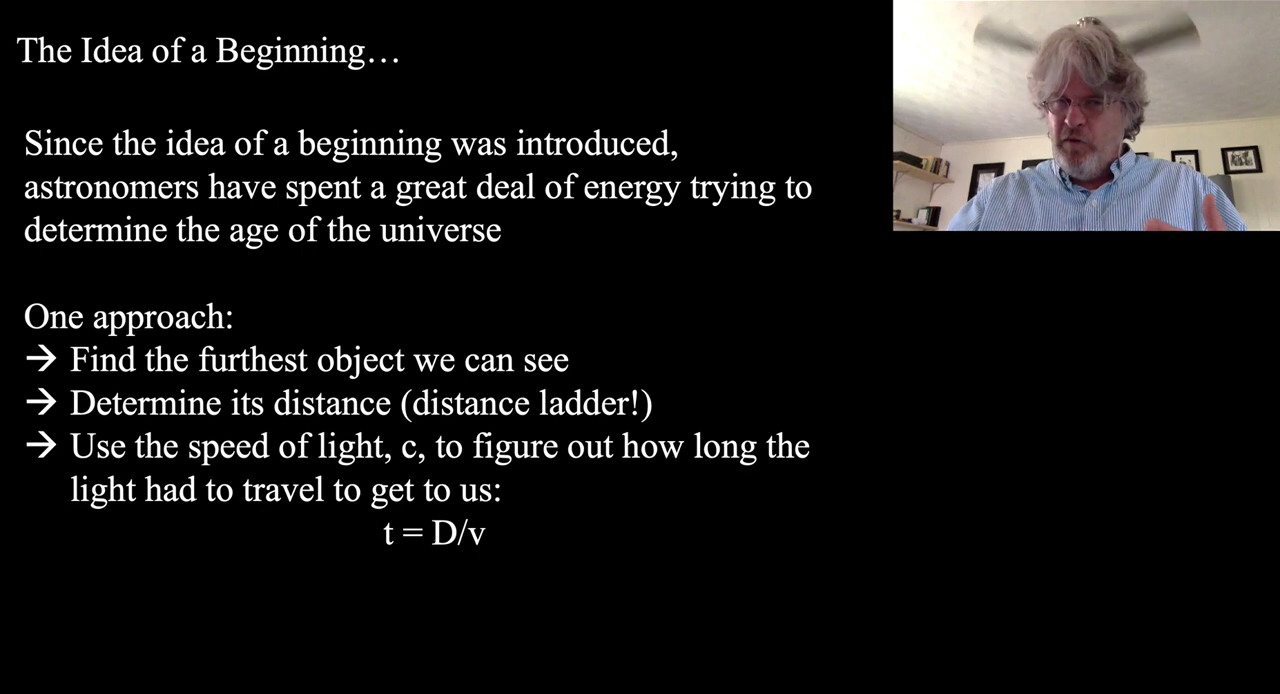 The Idea of a Beginning…
Since the idea of a beginning was introduced,
astronomers have spent a great deal of energy trying to
determine the age of the universe
One approach:
→ Find the furthest object we can see
→ Determine its distance (distance ladder!)
→ Use the speed of light, c, to figure out how long the
light had to travel to get to us:
t = D/v